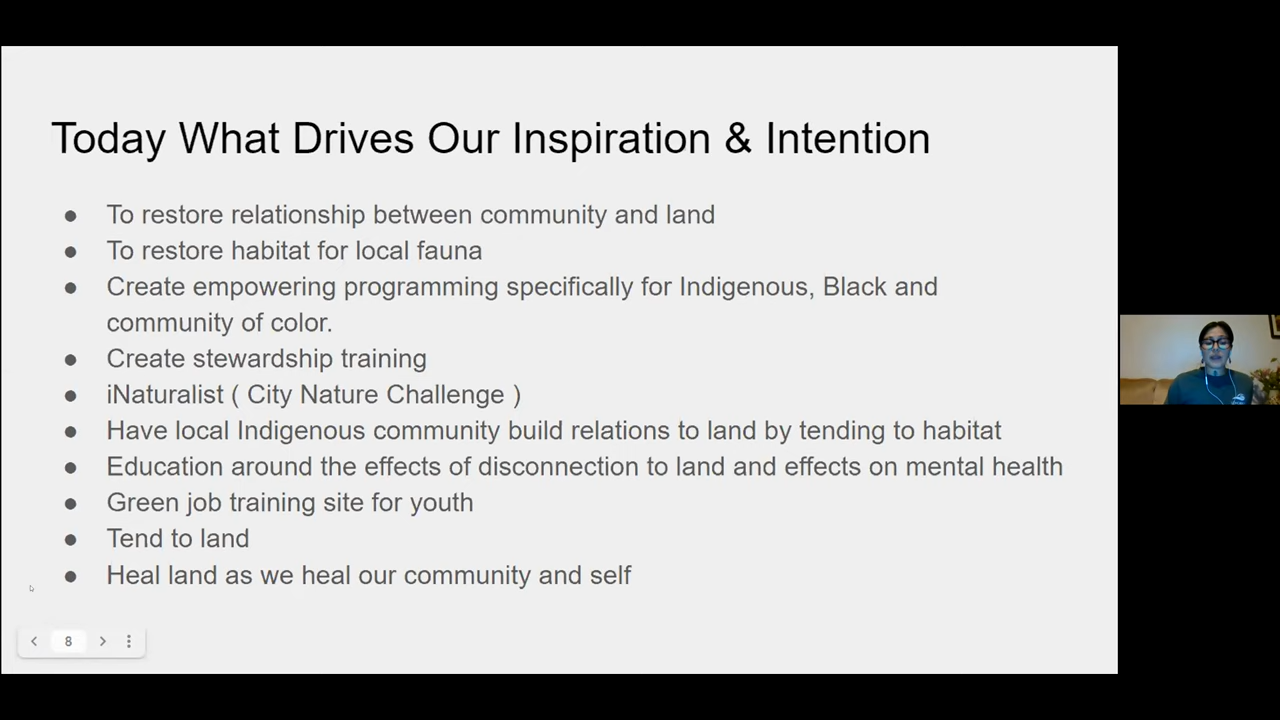 Today What Drives Our Inspiration & Intention
● To restore relationship between community and land
● To restore habitat for local fauna
● Create empowering programming specifically for Indigenous, Black and
community of color.
● Create stewardship training
● iNaturalist ( City Nature Challenge )
● Have local Indigenous community build relations to land by tending to habitat
● Education around the effects of disconnection to land and effects on mental health
● Green job training site for youth
● Tend to land
● Heal land as we heal our community and self
8